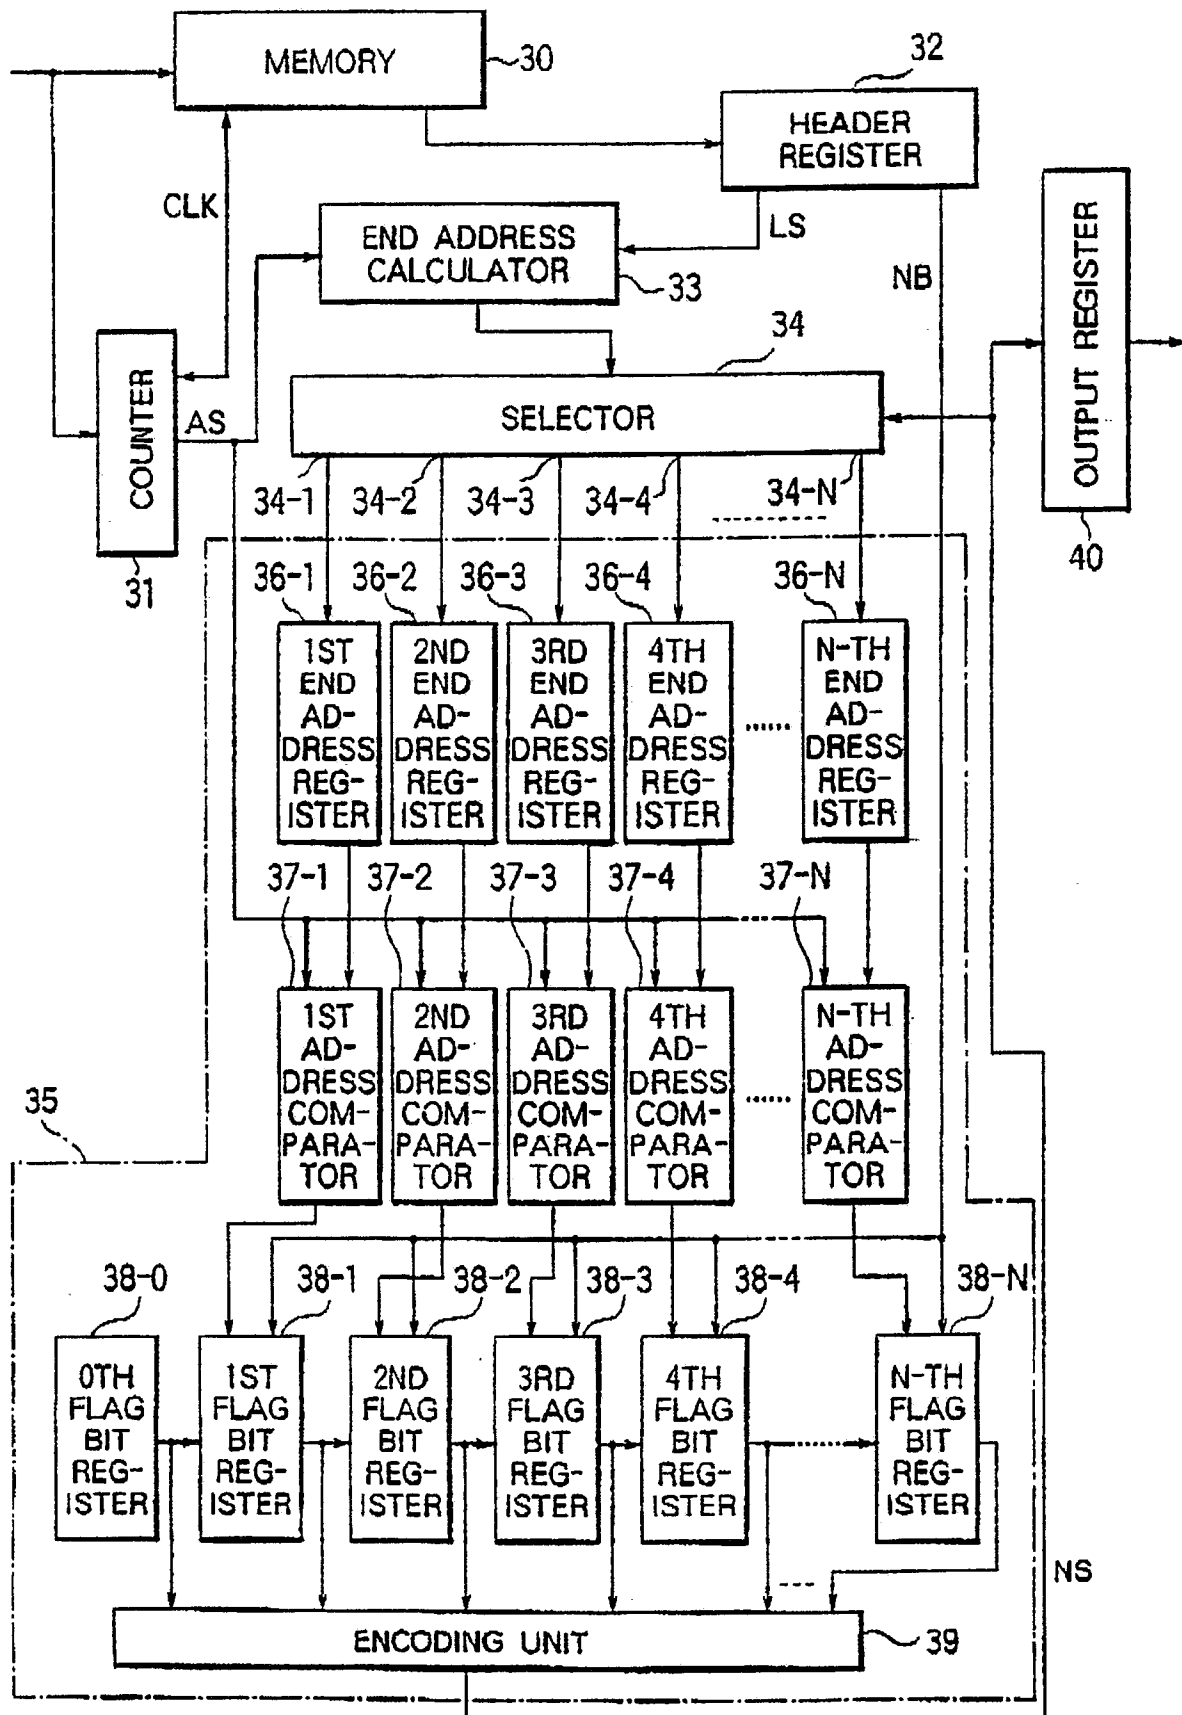 MEMORY
30
32
HEADER
REGISTER
CLK
LS
END ADDRESS
CALCULATOR
33
NB
OUTPUT REGISTER
40
34
SELECTOR
COUNTER
31
AS
34-1
34-2
34-3
34-4
34-N
36-1
36-2
36-3
36-4
36-N
1ST
END
AD-
DRESS
REG-
ISTER
2ND
END
AD-
DRESS
REG-
ISTER
3RD
END
AD-
DRESS
REG-
ISTER
4TH
END
AD-
DRESS
REG-
ISTER
N-TH
END
AD-
DRESS
REG-
ISTER
37-1
37-2
37-3
37-4
37-N
1ST
AD-
DRESS
COM-
PARA-
TOR
2ND
AD-
DRESS
COM-
PARA-
TOR
3RD
AD-
DRESS
COM-
PARA-
TOR
4TH
AD-
DRESS
COM-
PARA-
TOR
N-TH
AD-
DRESS
COM-
PARA-
TOR
35
38-0
38-1
38-2
38-3
38-4
38-N
0TH
FLAG
BIT
REG-
ISTER
1ST
FLAG
BIT
REG-
ISTER
2ND
FLAG
BIT
REG-
ISTER
3RD
FLAG
BIT
REG-
ISTER
4TH
FLAG
BIT
REG-
ISTER
N-TH
FLAG
BIT
REG-
ISTER
NS
ENCODING UNIT
39